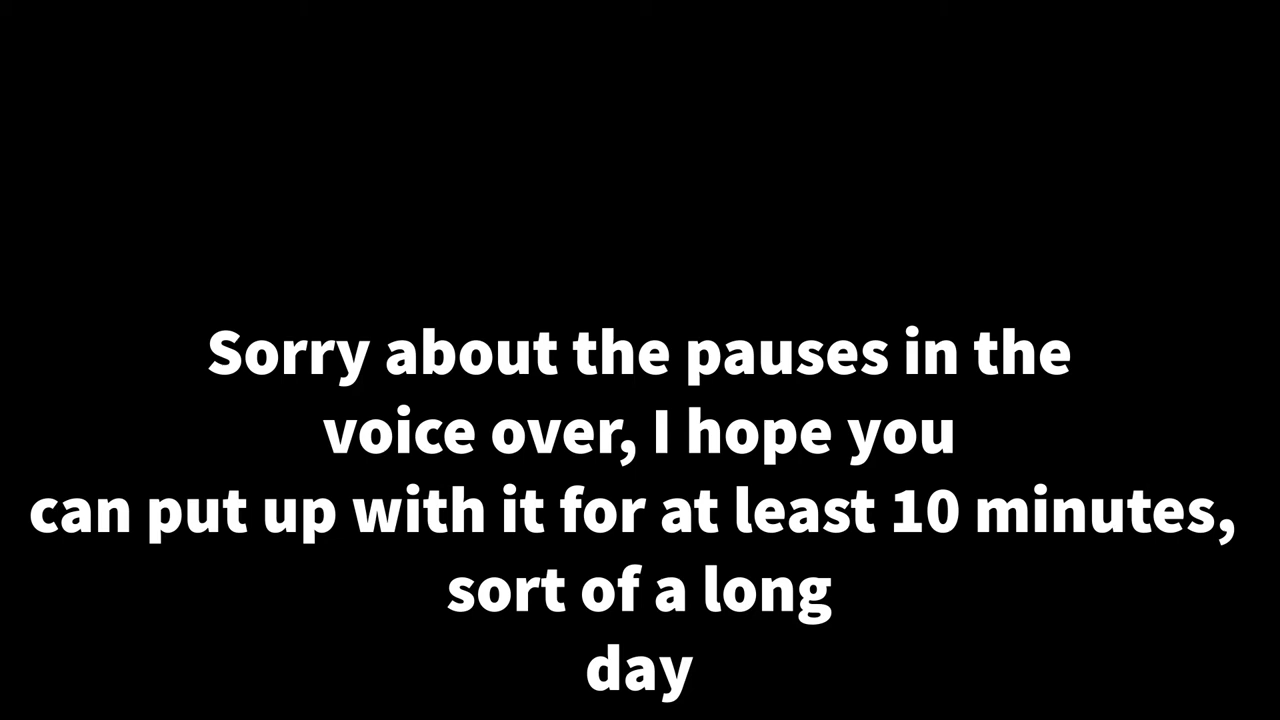 Sorry about the pauses in the
voice over, I hope you
can put up with it for at least 10 minutes,
sort of a long
day